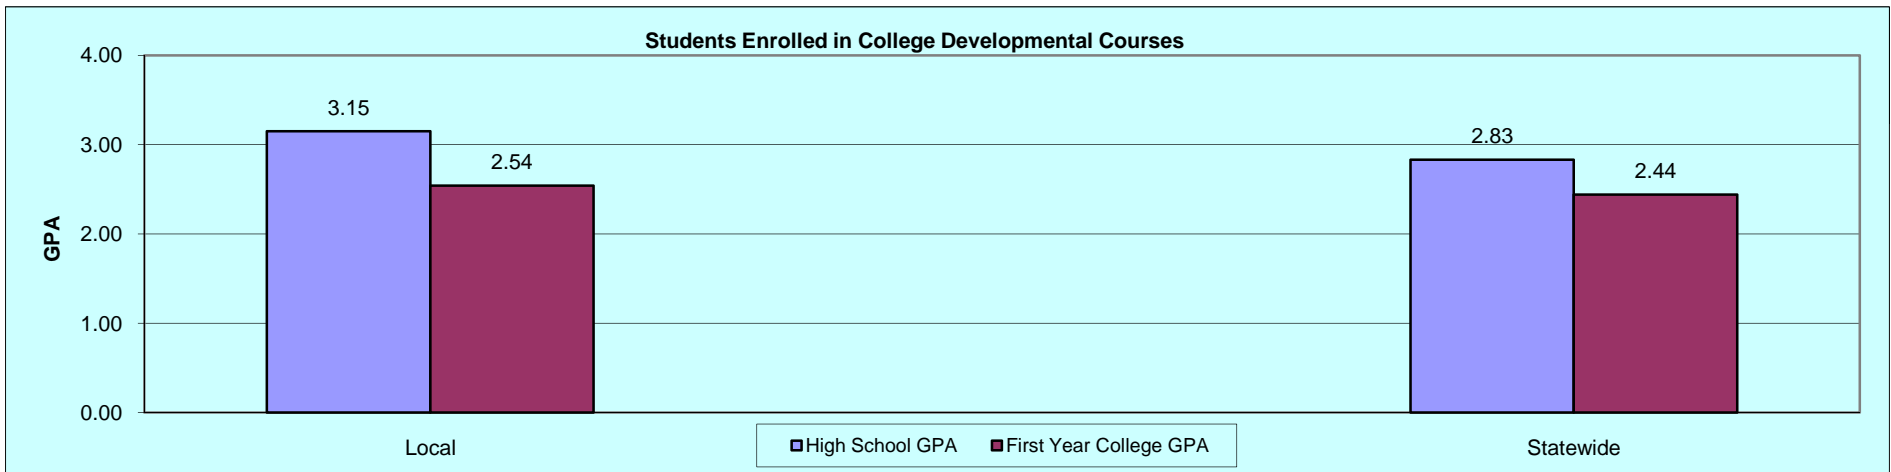 Students Enrolled in College Developmental Courses
4.00
3.00
2.00
1.00
0.00
GPA
3.15
2.54
2.83
2.44
Local
Statewide
High School GPA
First Year College GPA